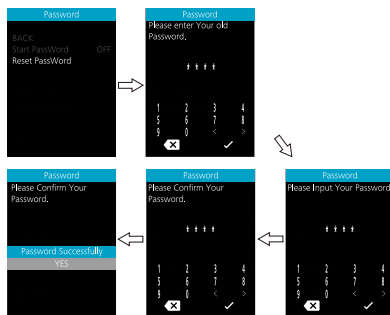 Password
BACK
Start PassWord OFF
Reset PassWord
Password
Please enter Your old
Password.
* * * *
1 2 3 4
5 6 7 8
9 0 < >
Password
Please Input Your Password
* * * *
1 2 3 4
5 6 7 8
9 0 < >
Password
Please Confirm Your
Password.
* * * *
1 2 3 4
5 6 7 8
9 0 < >
Password
Please Confirm Your
Password.
Password Successfully
YES